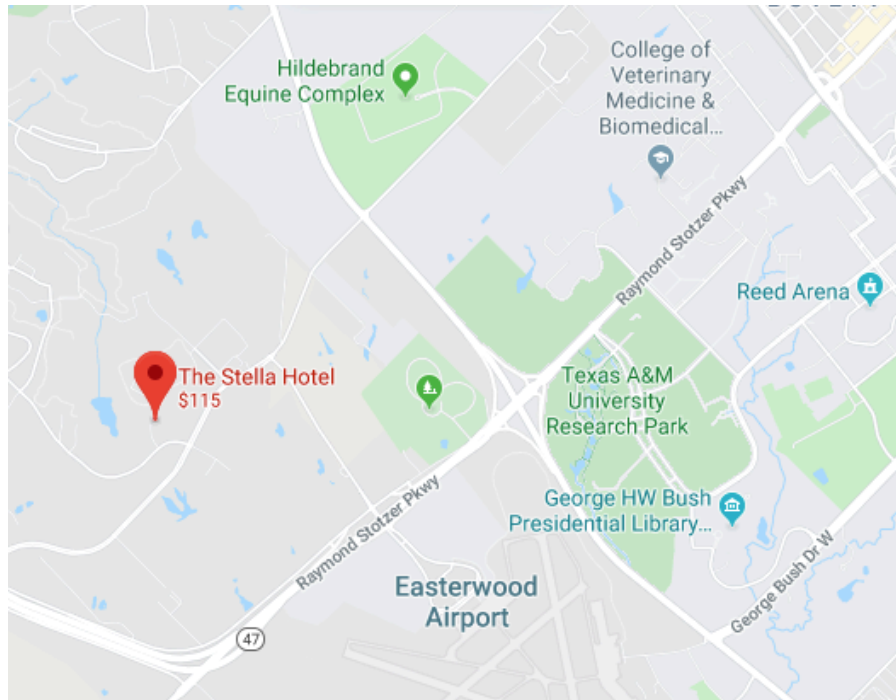 College of
Veterinary
Medicine &
Biomedical...
Hildebrand
Equine Complex
Raymond Stotzer Pkwy
Reed Arena
The Stella Hotel
$115
Texas A&M
University
Research Park
George HW Bush
Presidential Library...
Raymond Stotzer Pkwy
George Bush Dr W
Easterwood
Airport
47